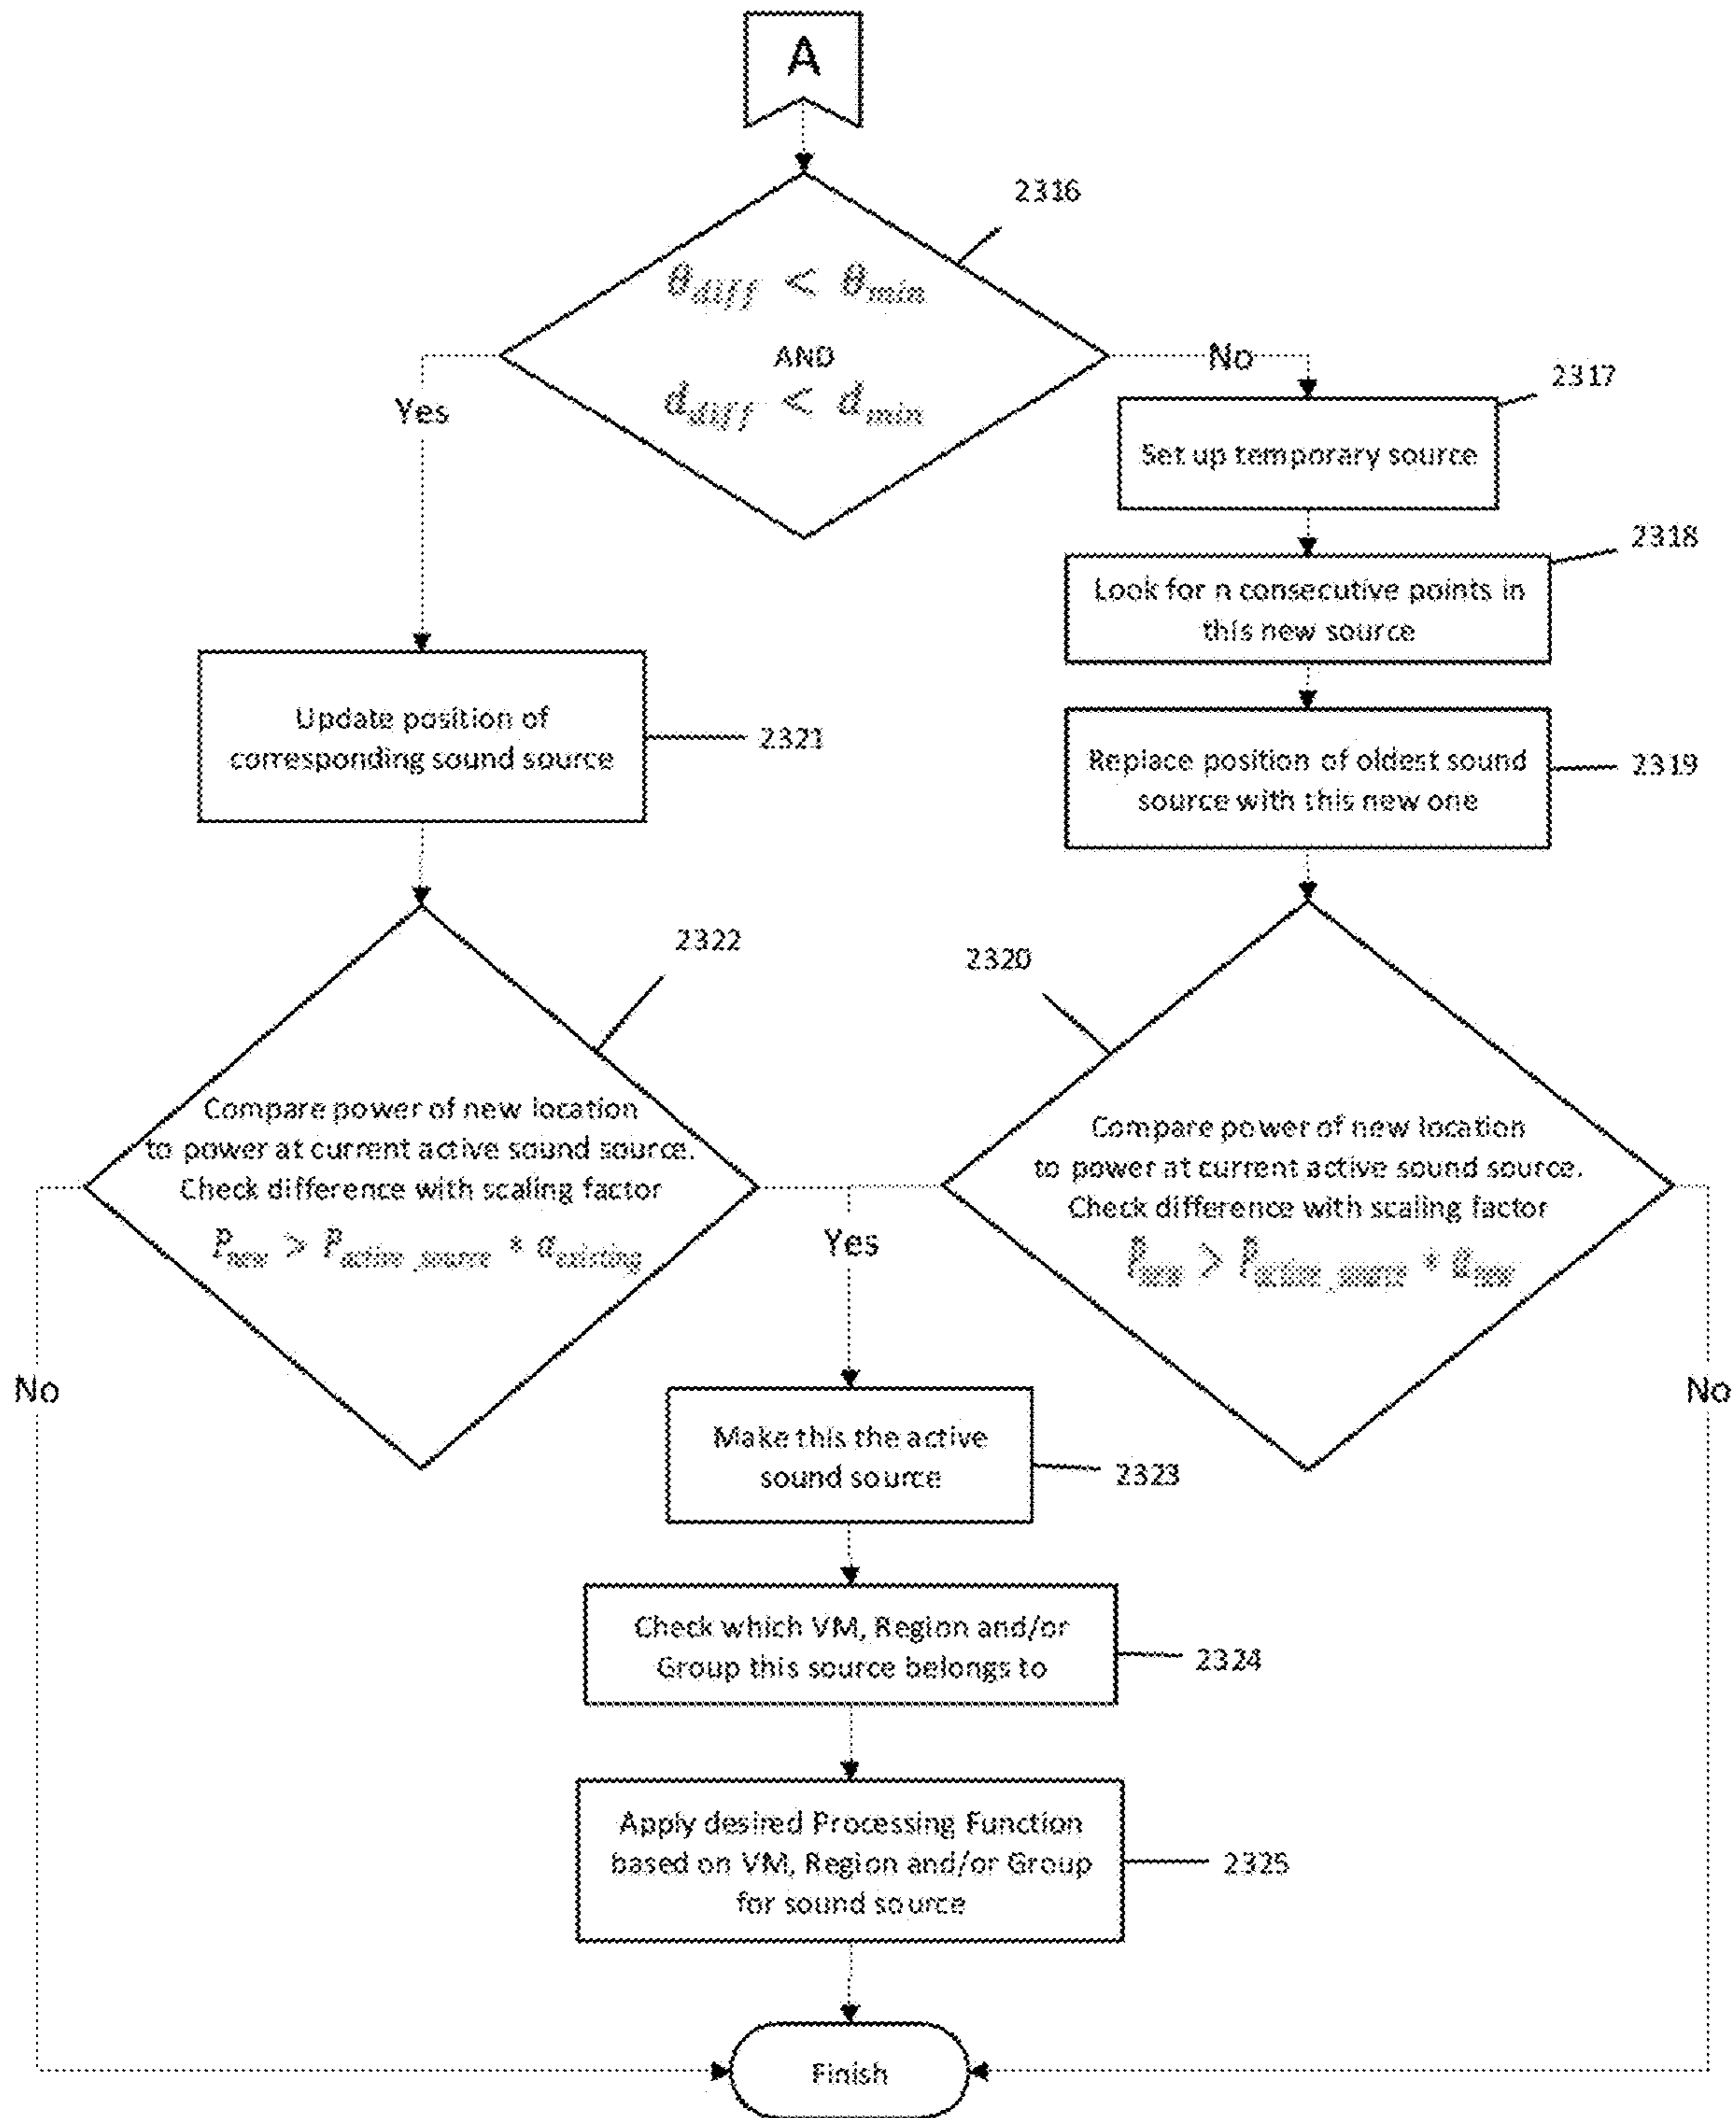 A
2316
θdiff < θmin
AND
ddiff < dmin
No
Yes
2317
Set up temporary source
2318
Look for n consecutive points in
this new source
Update position of
corresponding sound source
2321
Replace position of oldest sound
source with this new one
2319
2322
2320
Compare power of new location
to power at current active sound source.
Check difference with scaling factor
Pnew > Pactive_source * αexisting
Compare power of new location
to power at current active sound source.
Check difference with scaling factor
Pnew > Pactive_source * αnew
Yes
No
No
Make this the active
sound source
2323
Check which VM, Region and/or
Group this source belongs to
2324
Apply desired Processing Function
based on VM, Region and/or Group
for sound source
2325
Finish